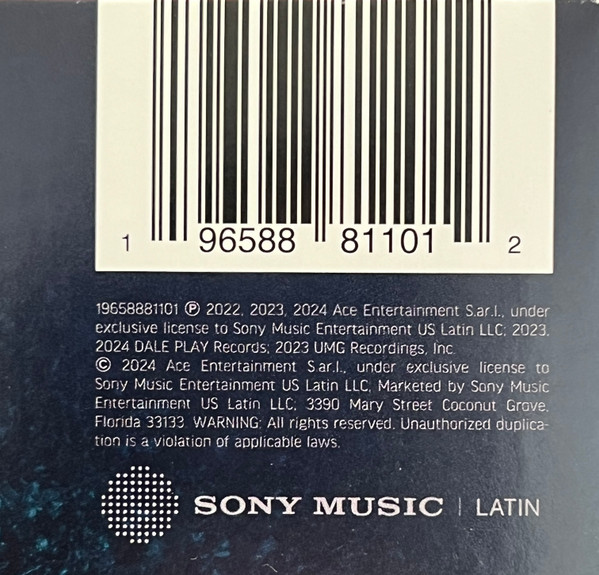 1 96588 81101 2
19658881101 ℗ 2022, 2023, 2024 Ace Entertainment S.ar.l., under
exclusive license to Sony Music Entertainment US Latin LLC; 2023,
2024 DALE PLAY Records; 2023 UMG Recordings, Inc.
© 2024 Ace Entertainment S.ar.l., under exclusive license to
Sony Music Entertainment US Latin LLC, Marketed by Sony Music
Entertainment US Latin LLC, 3390 Mary Street Coconut Grove,
Florida 33133. WARNING: All rights reserved. Unauthorized duplica-
tion is a violation of applicable laws.
SONY MUSIC | LATIN